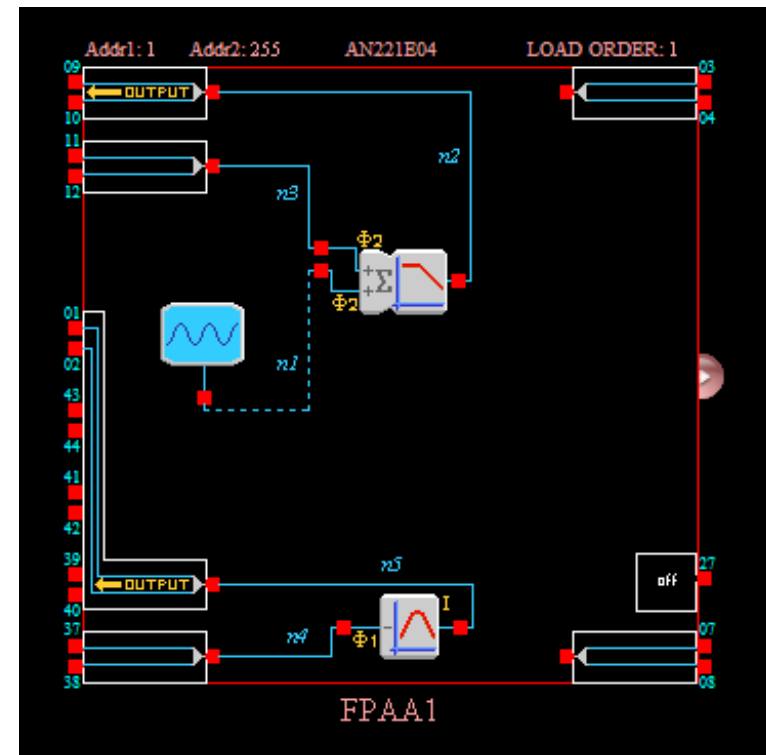 Addr1: 1 Addr2: 255 AN221E04 LOAD ORDER: 1
09 03
OUTPUT
10 04
11
n2
12 n3
Φ2
+
Σ
+
Φ2
01
02 n1
43
44
41
42
39 n5 27
OUTPUT off
40 I
37 07
n4 Φ1 -
38 08
FPAA1